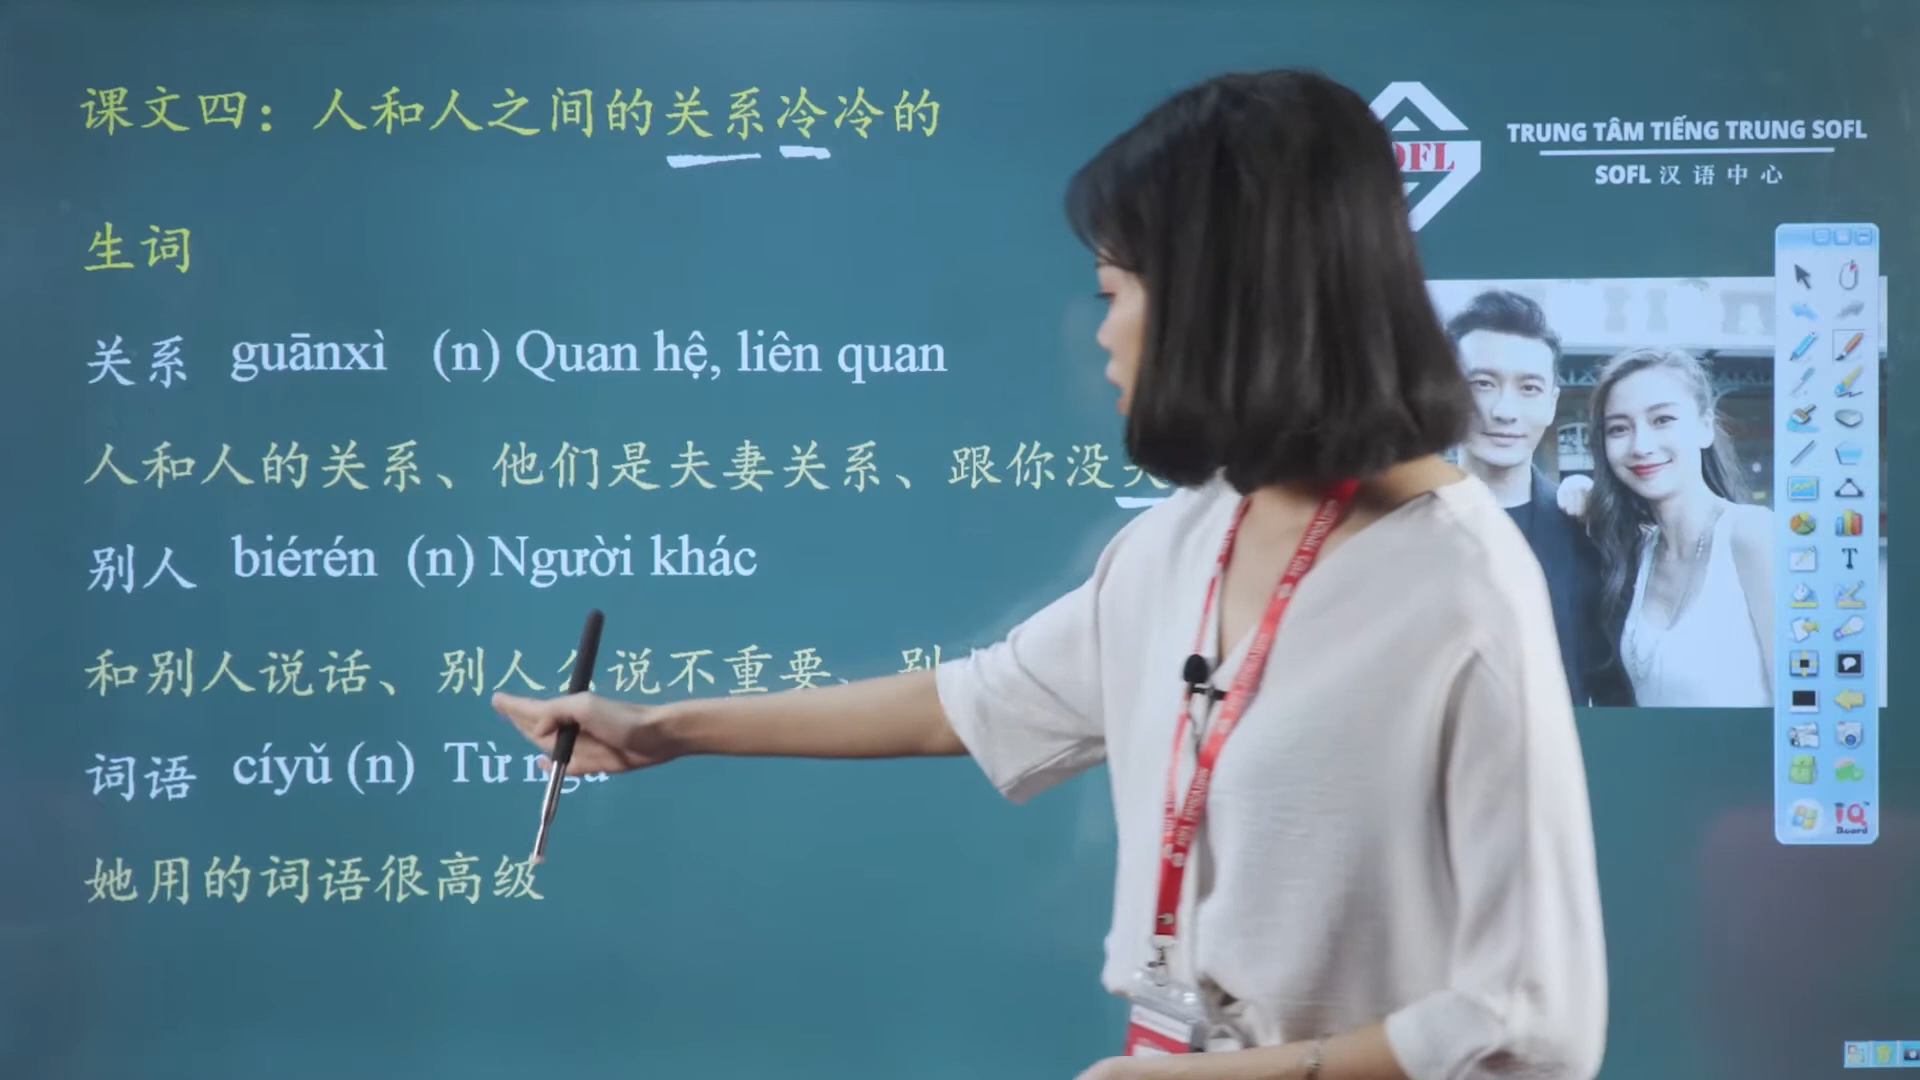 课文四：人和人之间的关系冷冷的
TRUNG TÂM TIẾNG TRUNG SOFL
SOFL 汉语中心
生词
关系 guānxì (n) Quan hệ, liên quan
人和人的关系、他们是夫妻关系、跟你没
别人 biérén (n) Người khác
和别人说话、别人 说不重要、别
词语 cíyǔ (n) Từ
她用的词语很高级
T
iQ
Board